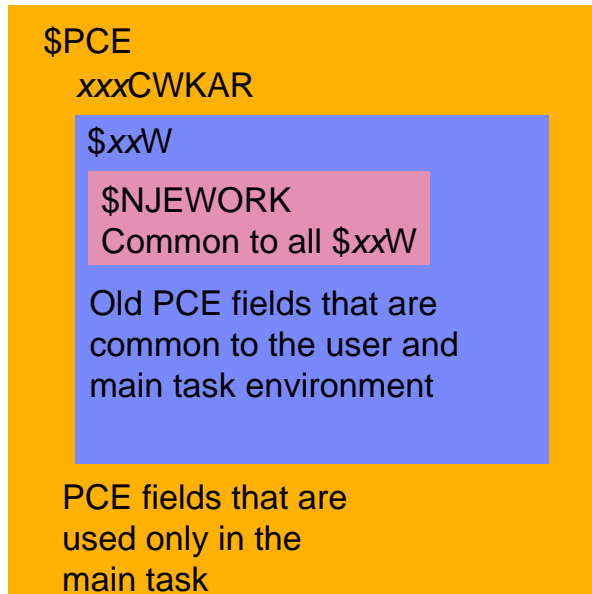 $PCE
xxxCWKAR
$xxW
$NJEWORK
Common to all $xxW
Old PCE fields that are
common to the user and
main task environment
PCE fields that are
used only in the
main task